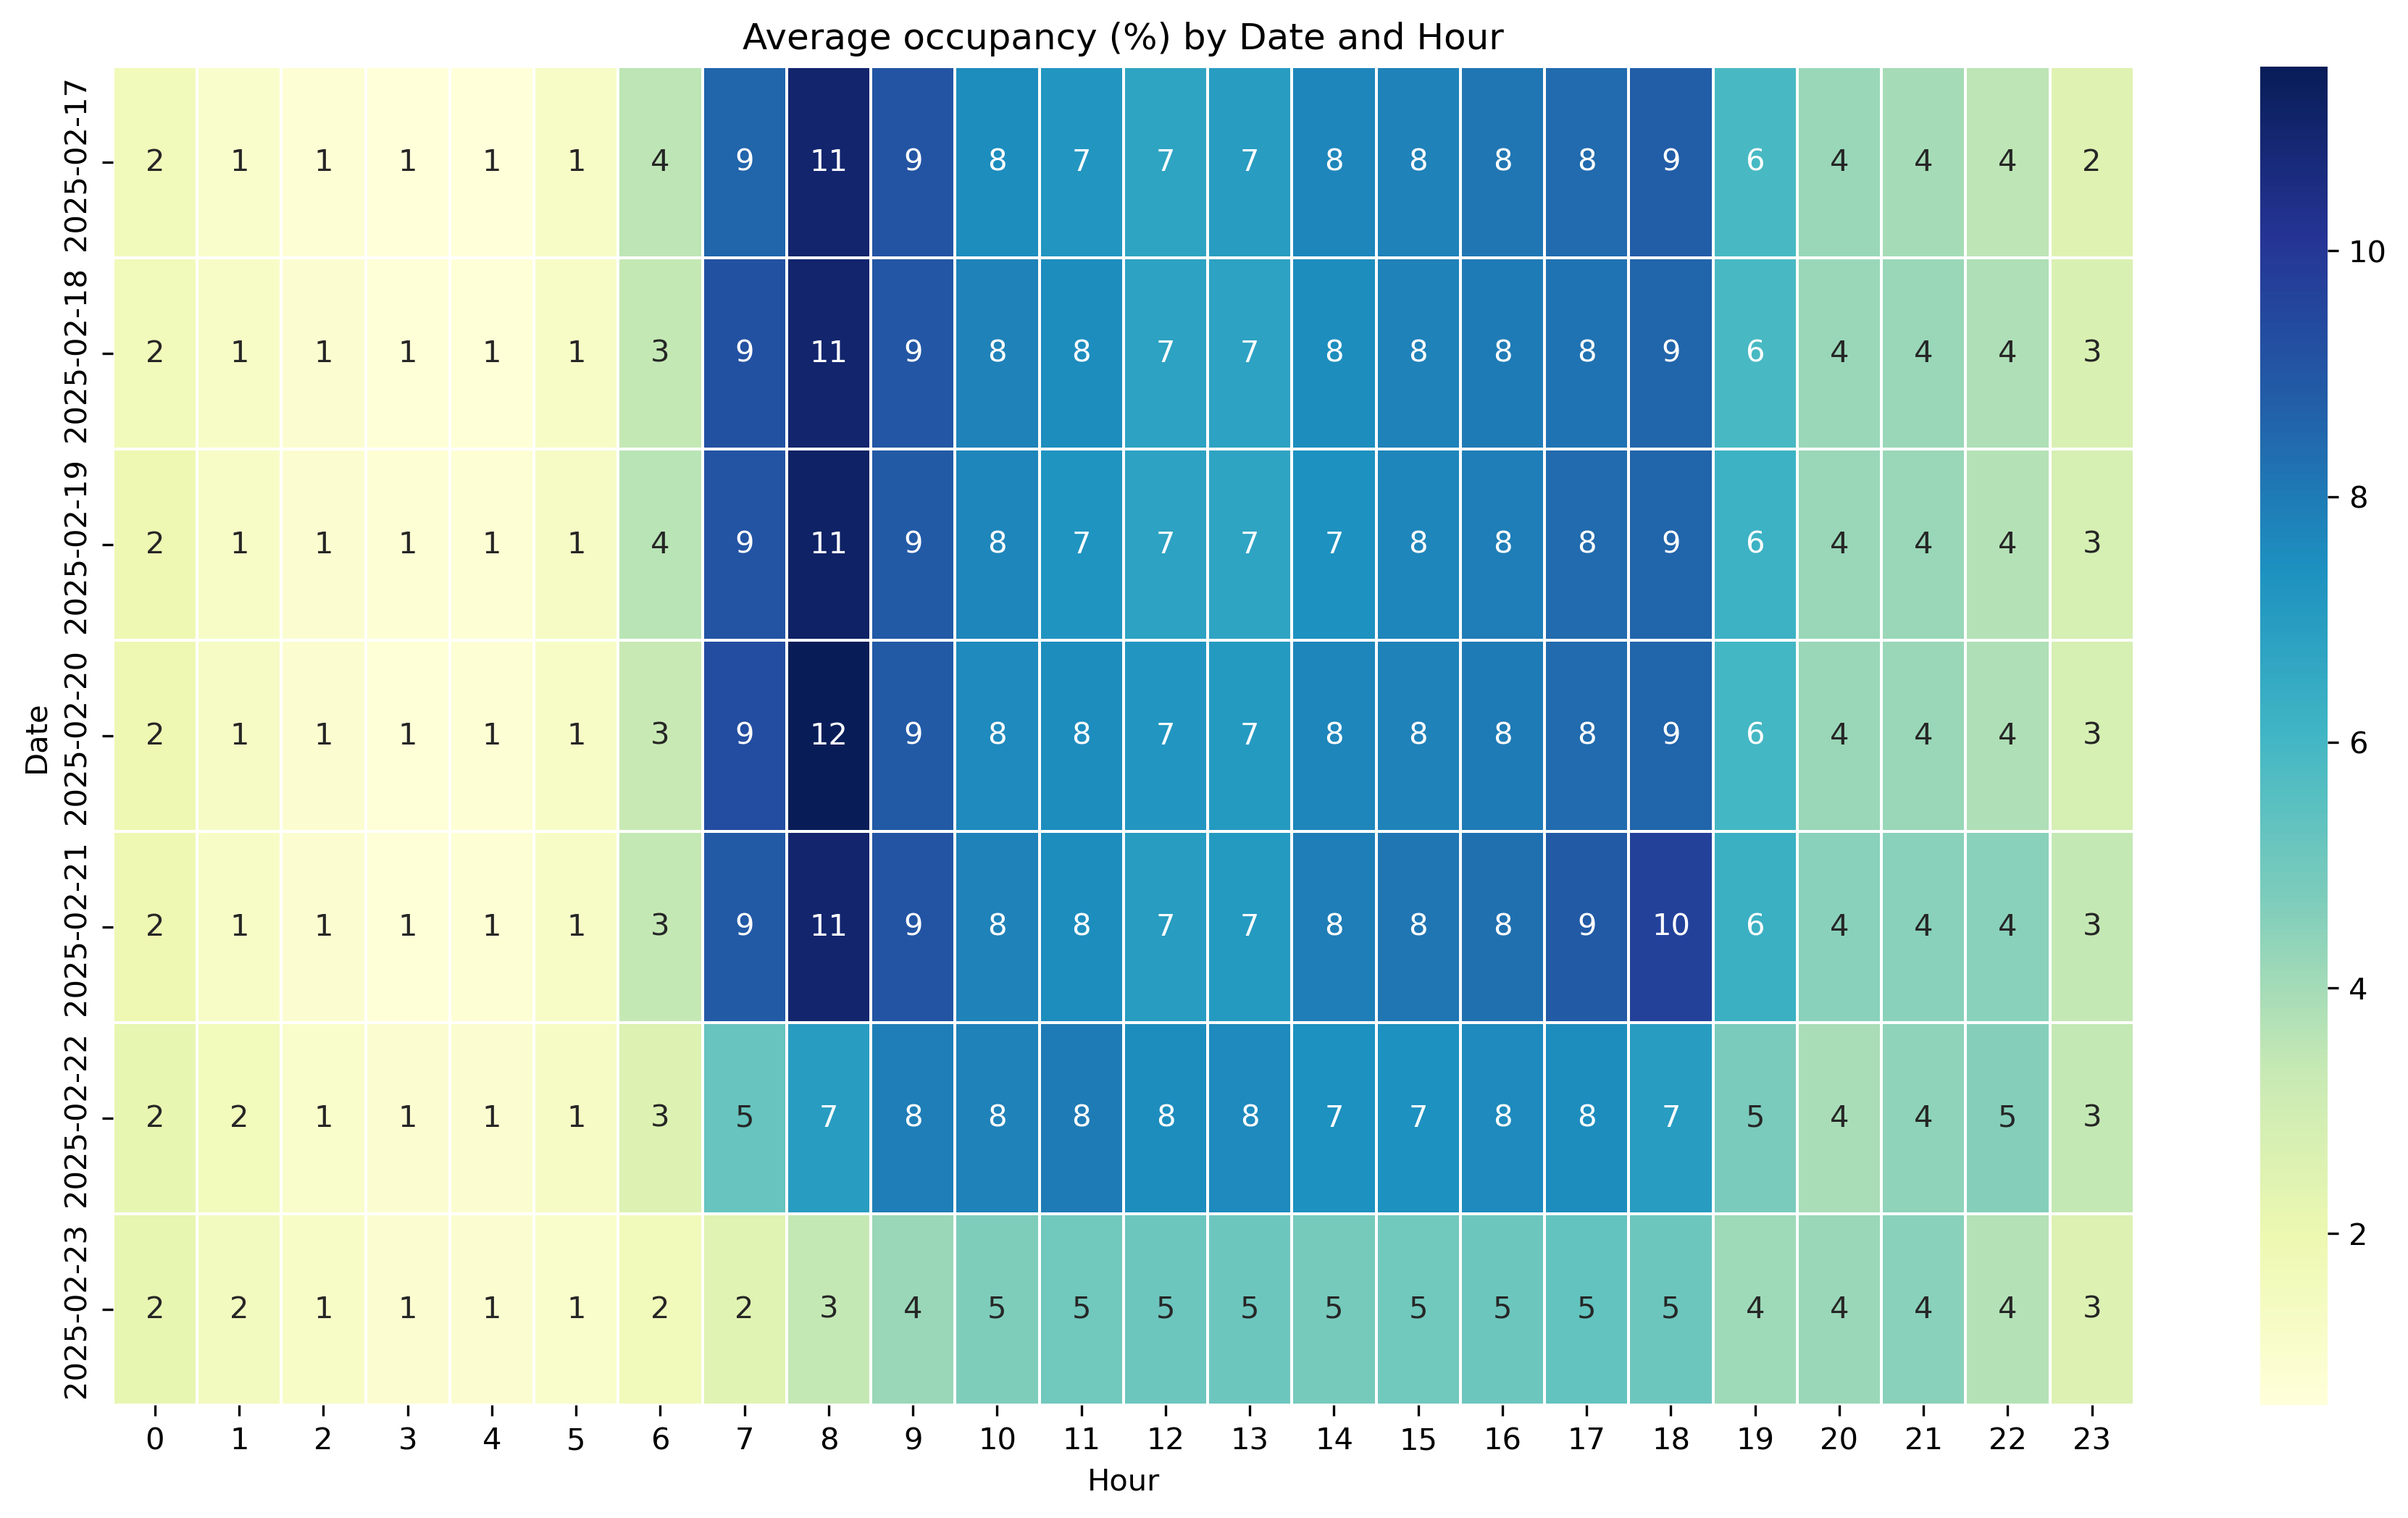 Average occupancy (%) by Date and Hour
Date
2025-02-17 2 1 1 1 1 1 4 9 11 9 8 7 7 7 8 8 8 8 9 6 4 4 4 2
2025-02-18 2 1 1 1 1 1 3 9 11 9 8 8 7 7 8 8 8 8 9 6 4 4 4 3
2025-02-19 2 1 1 1 1 1 4 9 11 9 8 7 7 7 7 8 8 8 9 6 4 4 4 3
2025-02-20 2 1 1 1 1 1 3 9 12 9 8 8 7 7 8 8 8 8 9 6 4 4 4 3
2025-02-21 2 1 1 1 1 1 3 9 11 9 8 8 7 7 8 8 8 9 10 6 4 4 4 3
2025-02-22 2 2 1 1 1 1 3 5 7 8 8 8 8 8 7 7 8 8 7 5 4 4 5 3
2025-02-23 2 2 1 1 1 1 2 2 3 4 5 5 5 5 5 5 5 5 5 4 4 4 4 3
0 1 2 3 4 5 6 7 8 9 10 11 12 13 14 15 16 17 18 19 20 21 22 23
Hour
10
8
6
4
2